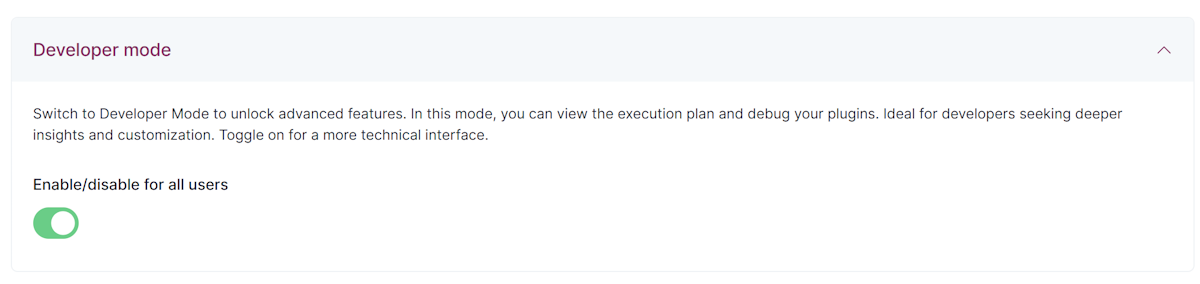 Developer mode
Switch to Developer Mode to unlock advanced features. In this mode, you can view the execution plan and debug your plugins. Ideal for developers seeking deeper
insights and customization. Toggle on for a more technical interface.
Enable/disable for all users